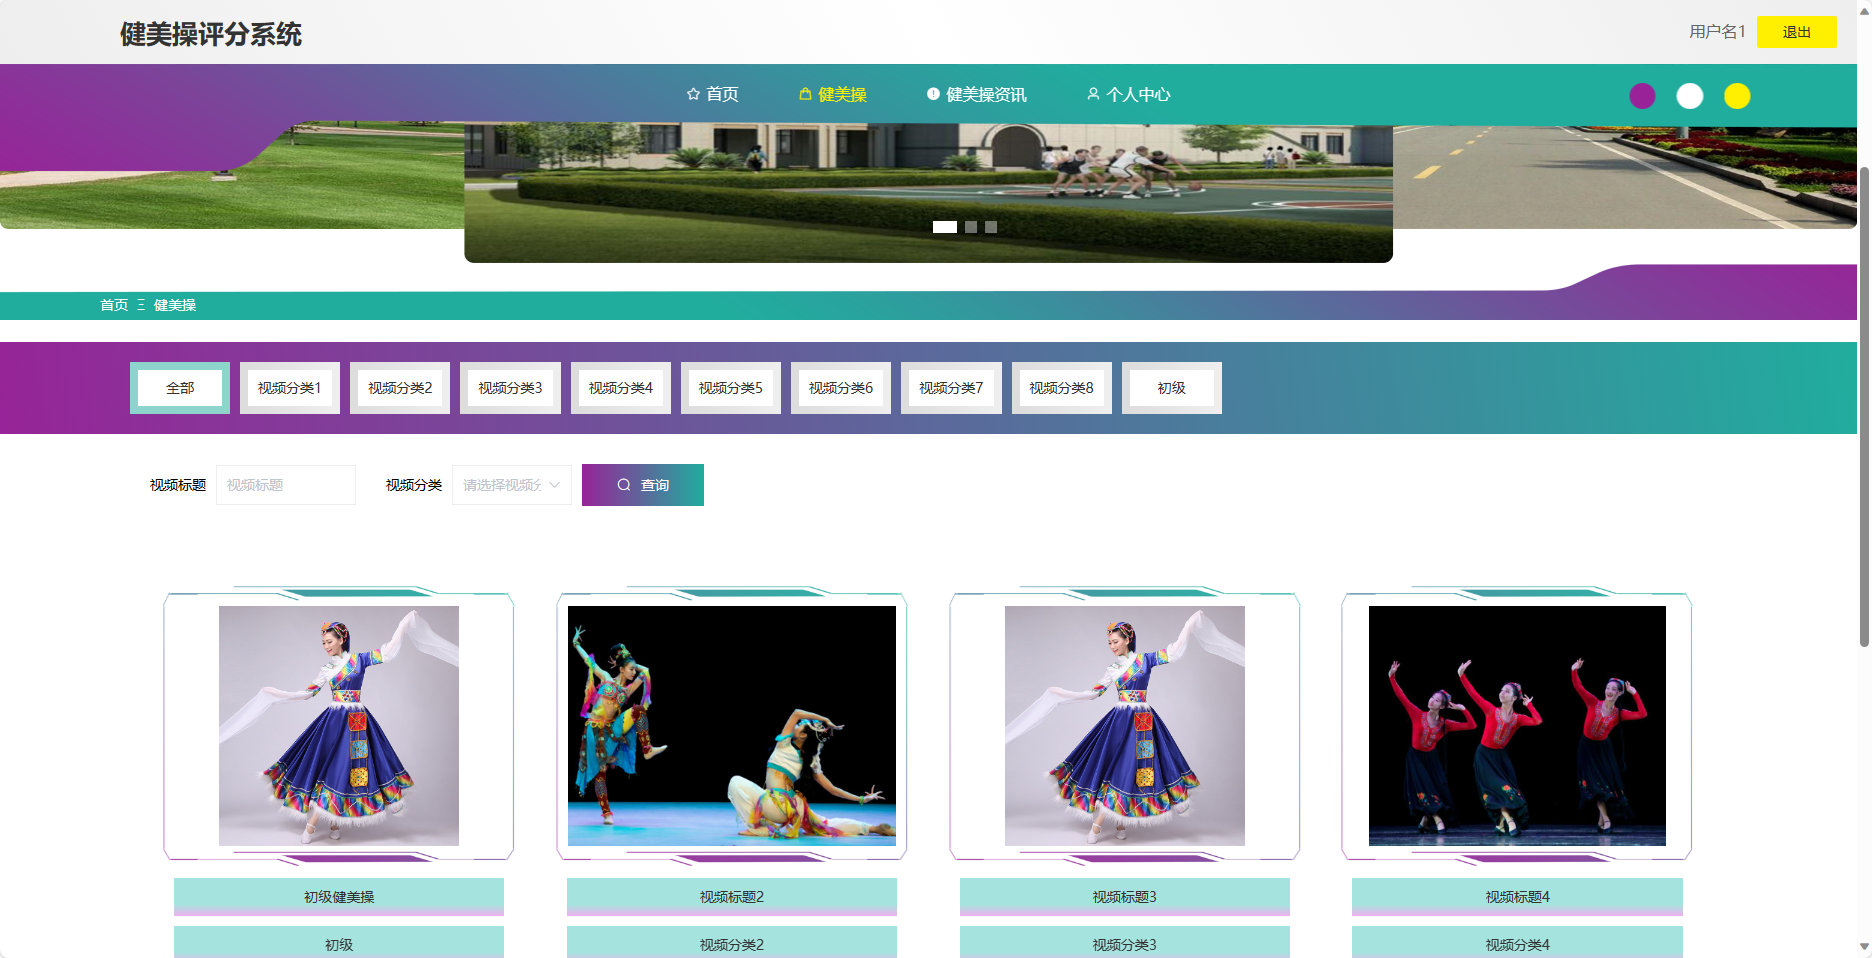 健美操评分系统
用户名1 退出
首页 健美操 健美操资讯 个人中心
首页 Ξ 健美操
全部 视频分类1 视频分类2 视频分类3 视频分类4 视频分类5 视频分类6 视频分类7 视频分类8 初级
视频标题 视频标题 视频分类 请选择视频分 查询
初级健美操 视频标题2 视频标题3 视频标题4
初级 视频分类2 视频分类3 视频分类4